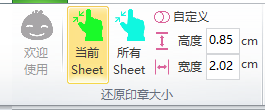 欢迎
使用
当前
Sheet
所有
Sheet
自定义
高度 0.85 cm
宽度 2.02 cm
还原印章大小